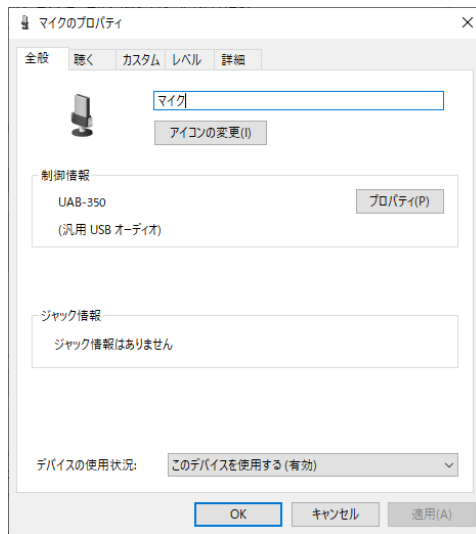 マイクのプロパティ
全般 聴く カスタム レベル 詳細
マイク
アイコンの変更(I)
制御情報
UAB-350
プロパティ(P)
(汎用 USB オーディオ)
ジャック情報
ジャック情報はありません
デバイスの使用状況: このデバイスを使用する (有効)
OK キャンセル 適用(A)